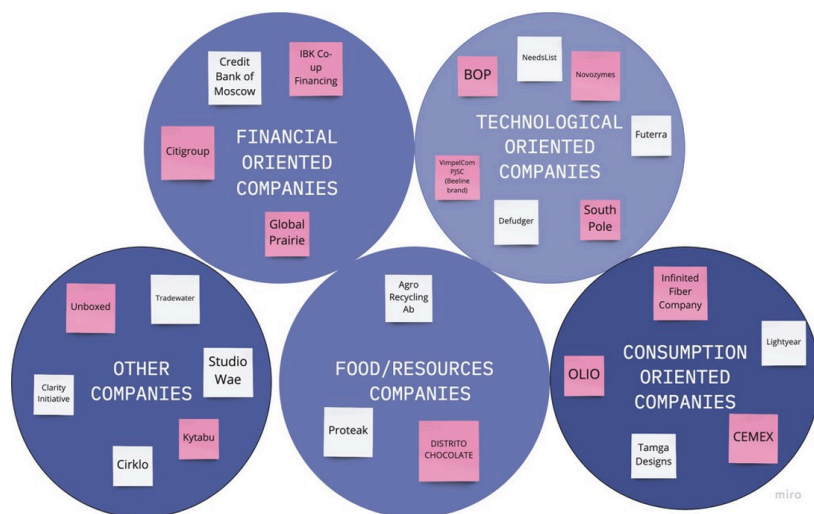 Credit
Bank of
Moscow
IBK Co-
up
Financing
Citigroup
FINANCIAL
ORIENTED
COMPANIES
Global
Prairie
BOP
NeedsList
Novozymes
TECHNOLOGICAL
ORIENTED
COMPANIES
Futerra
VimpelCom
PJSC
(Beeline
brand)
Defudger
South
Pole
Unboxed
Tradewater
OTHER
COMPANIES
Studio
Wae
Clarity
Initiative
Kytabu
Cirklo
Agro
Recycling
Ab
FOOD/RESOURCES
COMPANIES
Proteak
DISTRITO
CHOCOLATE
Infinited
Fiber
Company
Lightyear
OLIO
CONSUMPTION
ORIENTED
COMPANIES
Tamga
Designs
CEMEX
miro